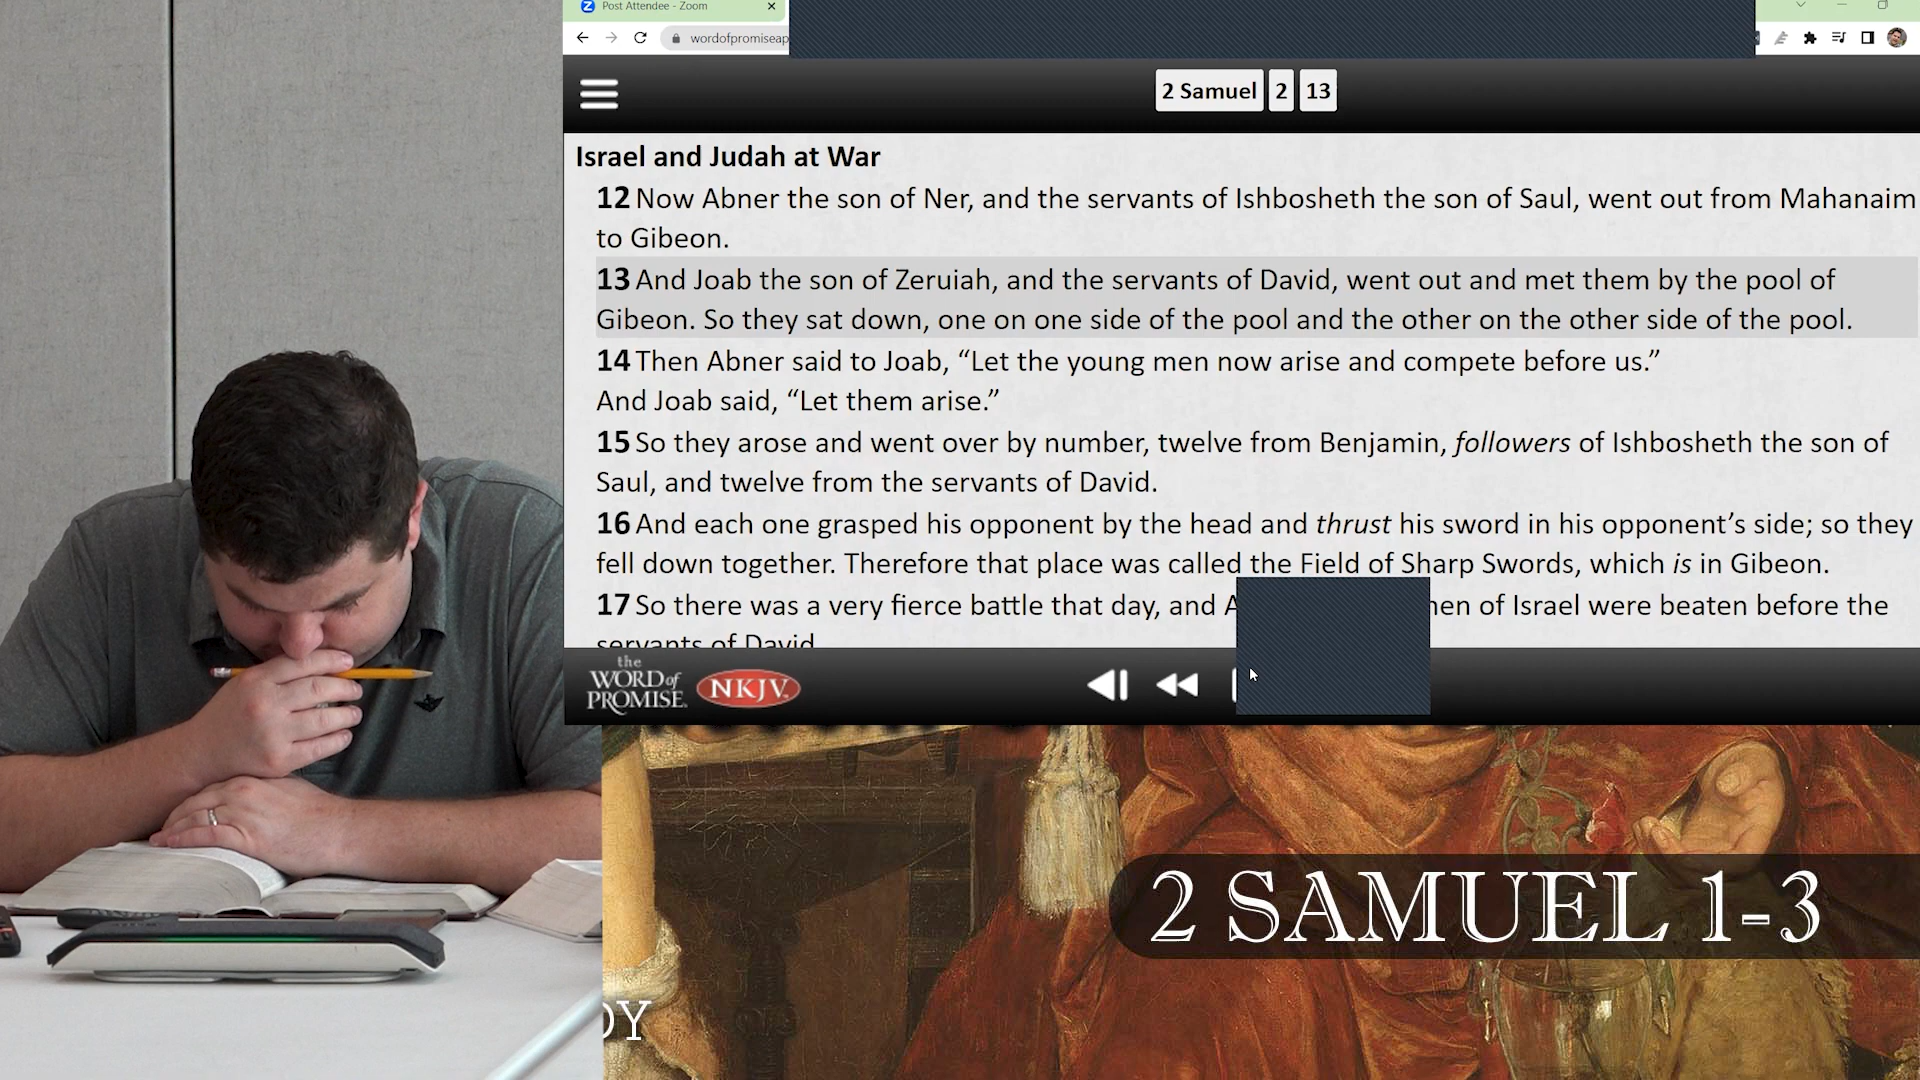 Post Attendee - Zoom
wordofpromiseap
2 Samuel 2 13
Israel and Judah at War
12 Now Abner the son of Ner, and the servants of Ishbosheth the son of Saul, went out from Mahanaim
to Gibeon.
13 And Joab the son of Zeruiah, and the servants of David, went out and met them by the pool of
Gibeon. So they sat down, one on one side of the pool and the other on the other side of the pool.
14 Then Abner said to Joab, “Let the young men now arise and compete before us.”
And Joab said, “Let them arise.”
15 So they arose and went over by number, twelve from Benjamin, followers of Ishbosheth the son of
Saul, and twelve from the servants of David.
16 And each one grasped his opponent by the head and thrust his sword in his opponent’s side; so they
fell down together. Therefore that place was called the Field of Sharp Swords, which is in Gibeon.
17 So there was a very fierce battle that day, and A men of Israel were beaten before the
servants of David
the
WORD of
PROMISE
NKJV
2 SAMUEL 1-3
DY